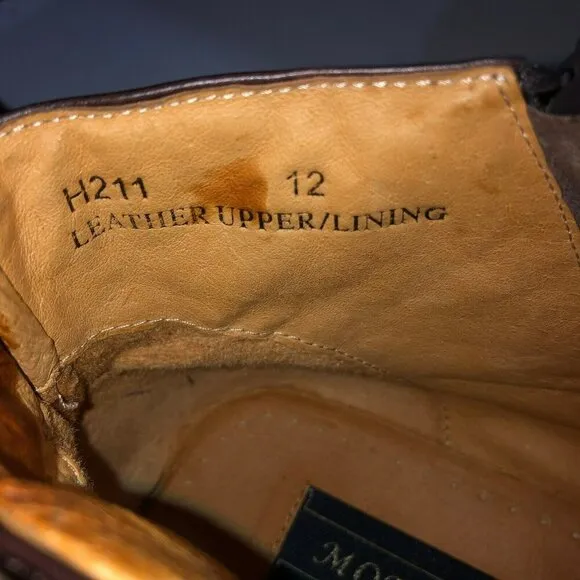 H211 12
LEATHER UPPER/LINING